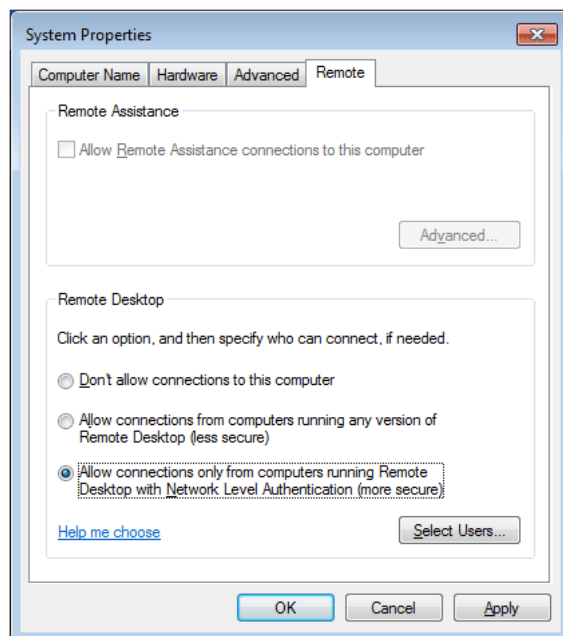 System Properties
Computer Name
Hardware
Advanced
Remote
Remote Assistance
Allow Remote Assistance connections to this computer
Advanced...
Remote Desktop
Click an option, and then specify who can connect, if needed.
Don't allow connections to this computer
Allow connections from computers running any version of
Remote Desktop (less secure)
Allow connections only from computers running Remote
Desktop with Network Level Authentication (more secure)
Help me choose
Select Users...
OK
Cancel
Apply